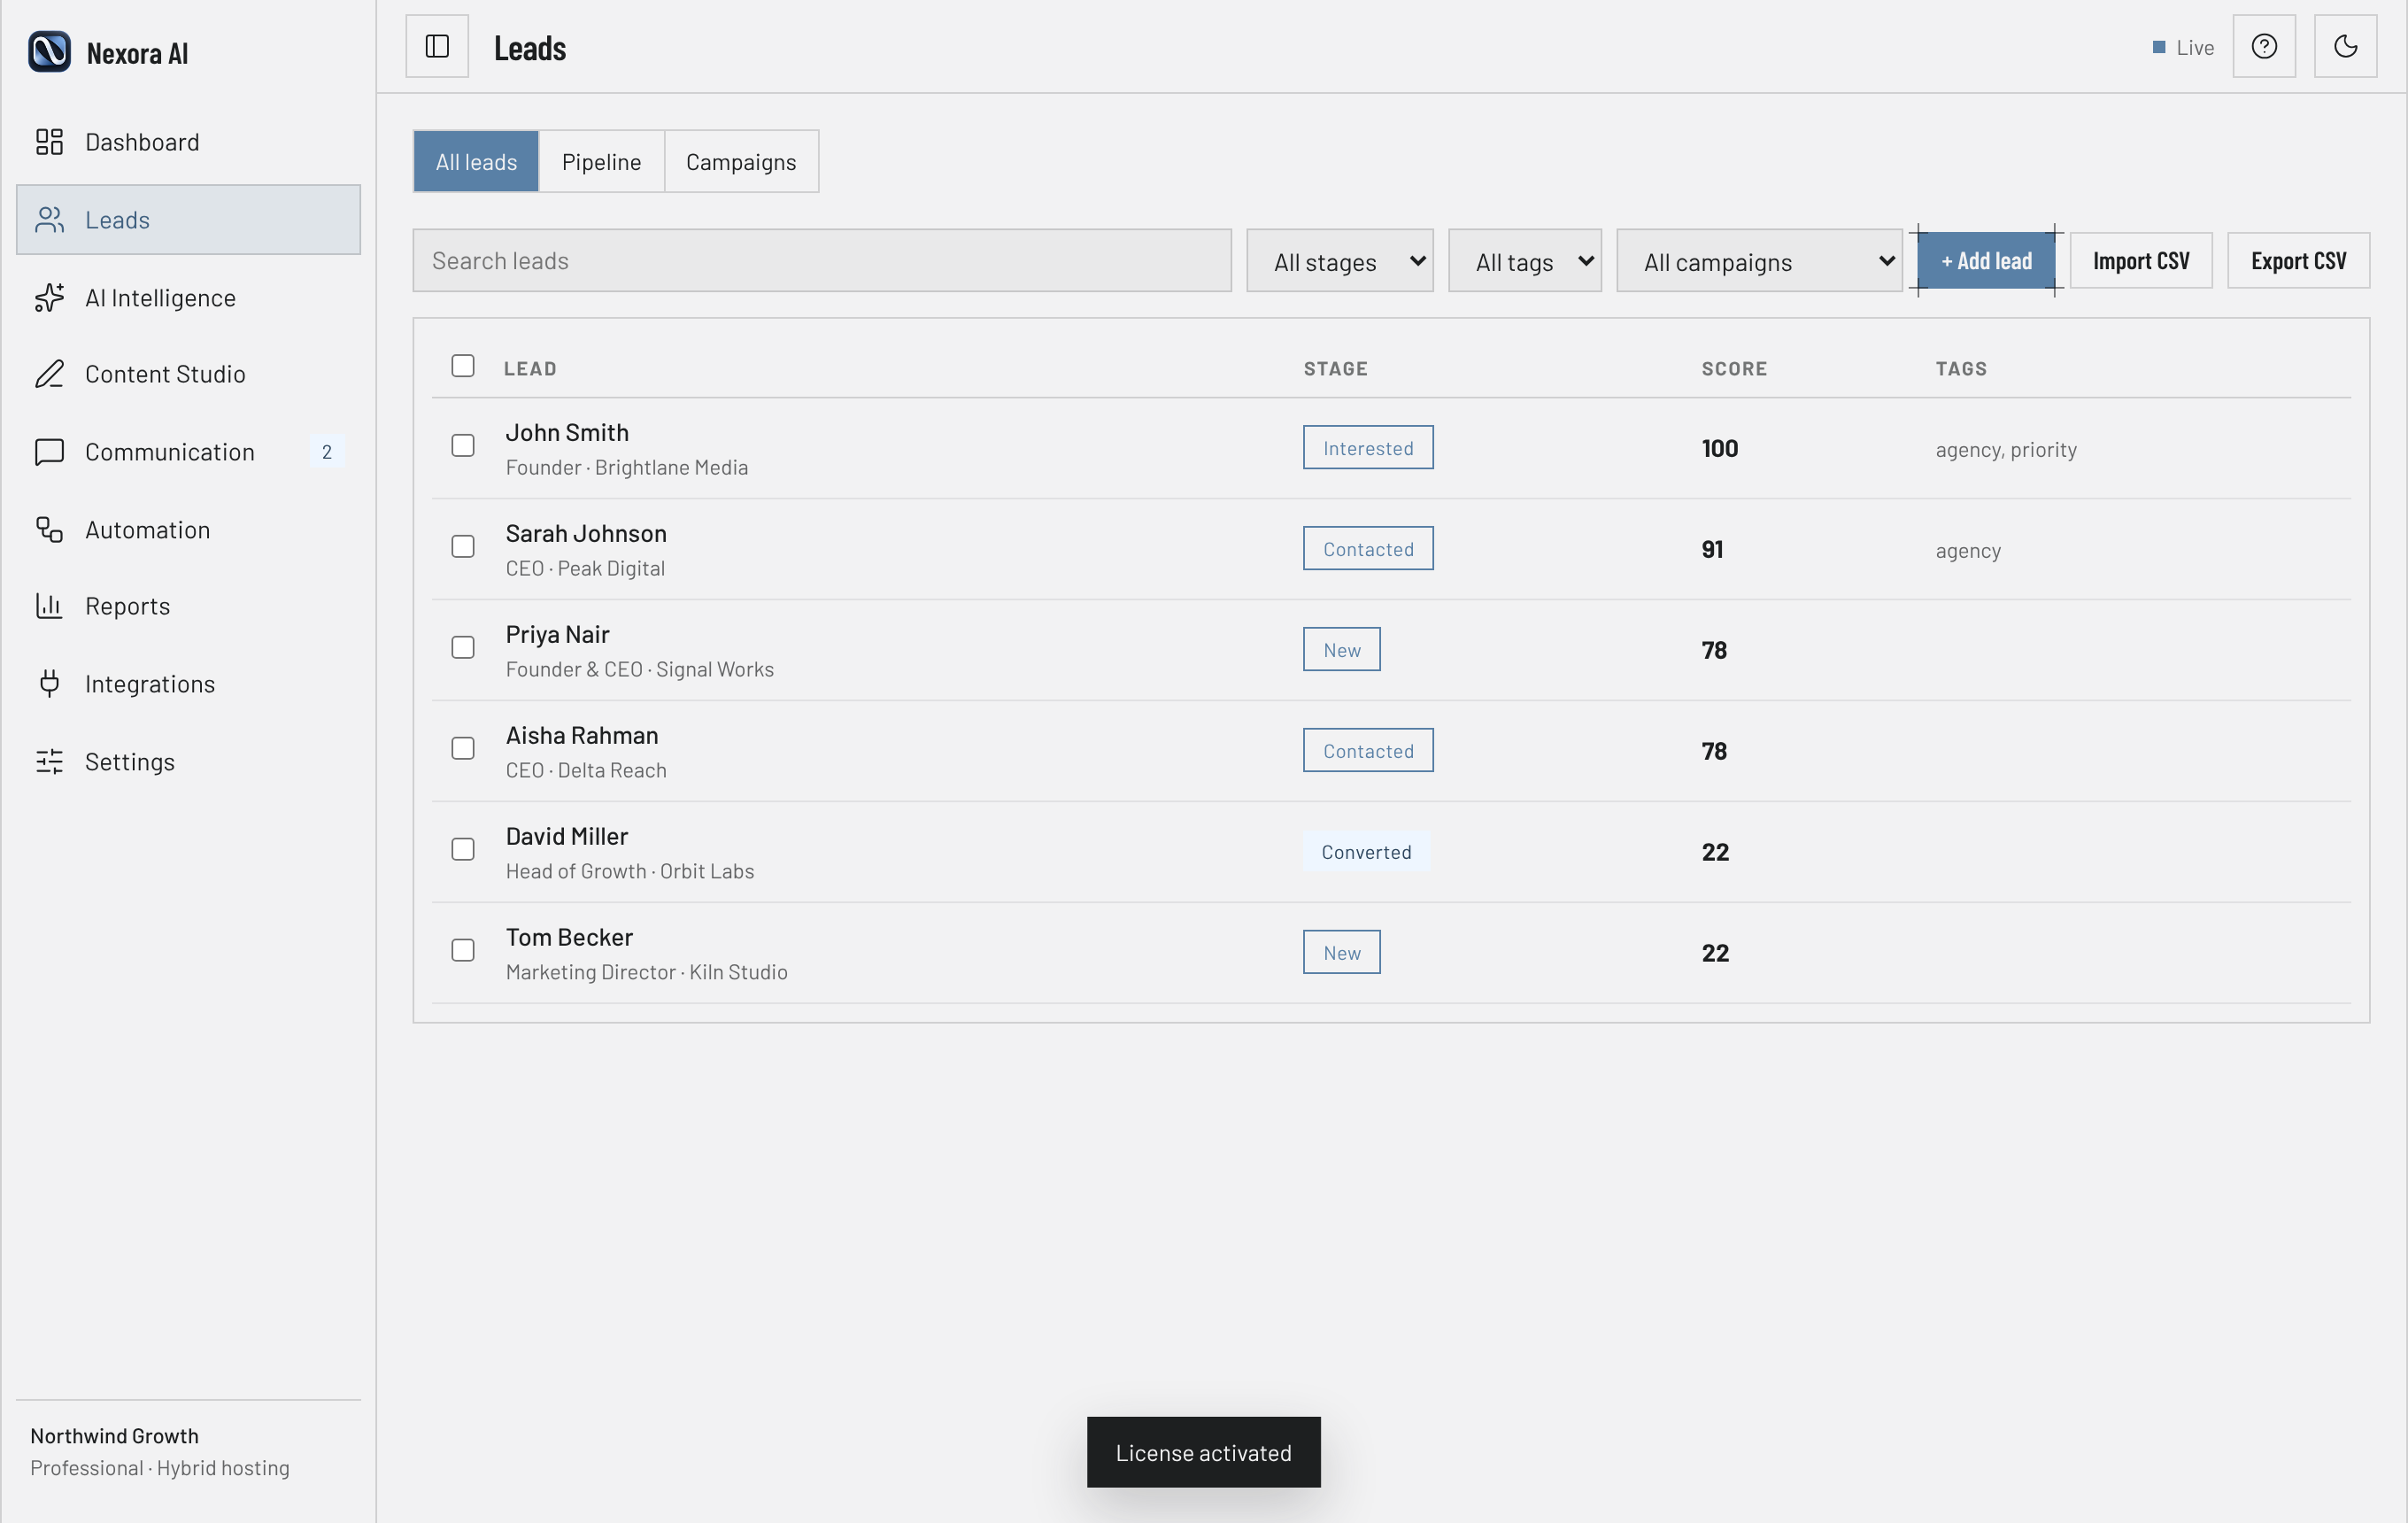 Nexora AI
Dashboard
Leads
AI Intelligence
Content Studio
Communication 2
Automation
Reports
Integrations
Settings
Northwind Growth
Professional · Hybrid hosting
Leads
Live
All leads Pipeline Campaigns
Search leads All stages All tags All campaigns + Add lead Import CSV Export CSV
LEAD STAGE SCORE TAGS
John Smith
Founder · Brightlane Media
Interested 100 agency, priority
Sarah Johnson
CEO · Peak Digital
Contacted 91 agency
Priya Nair
Founder & CEO · Signal Works
New 78
Aisha Rahman
CEO · Delta Reach
Contacted 78
David Miller
Head of Growth · Orbit Labs
Converted 22
Tom Becker
Marketing Director · Kiln Studio
New 22
License activated